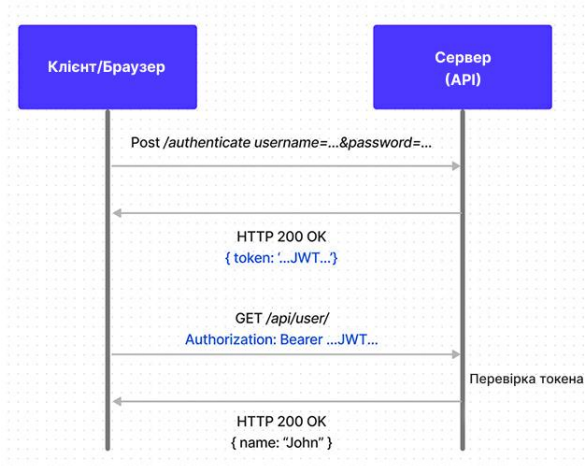 Клієнт/Браузер
Сервер
(API)
Post /authenticate username=...&password=...
HTTP 200 OK
{ token: ‘...JWT...’}
GET /api/user/
Authorization: Bearer ...JWT...
Перевірка токена
HTTP 200 OK
{ name: “John” }